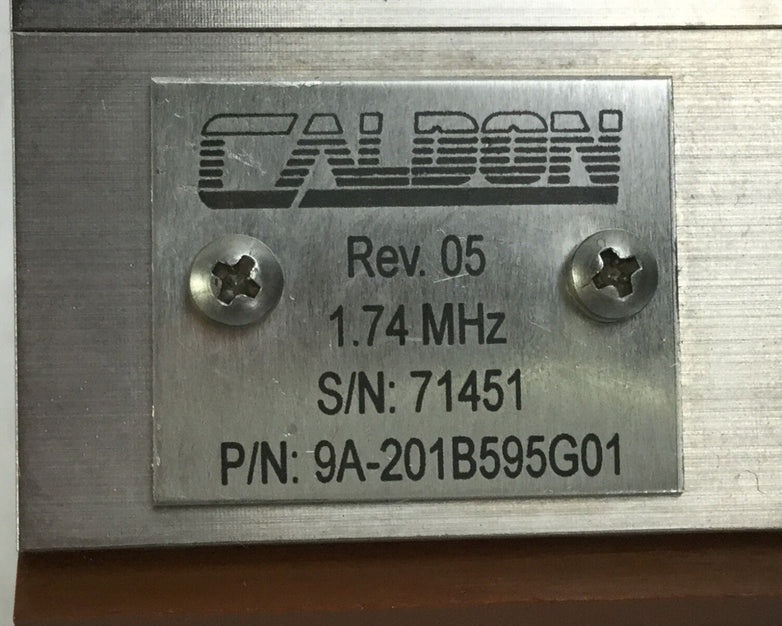 CALDON
Rev. 05
1.74 MHz
S/N: 71451
P/N: 9A-201B595G01